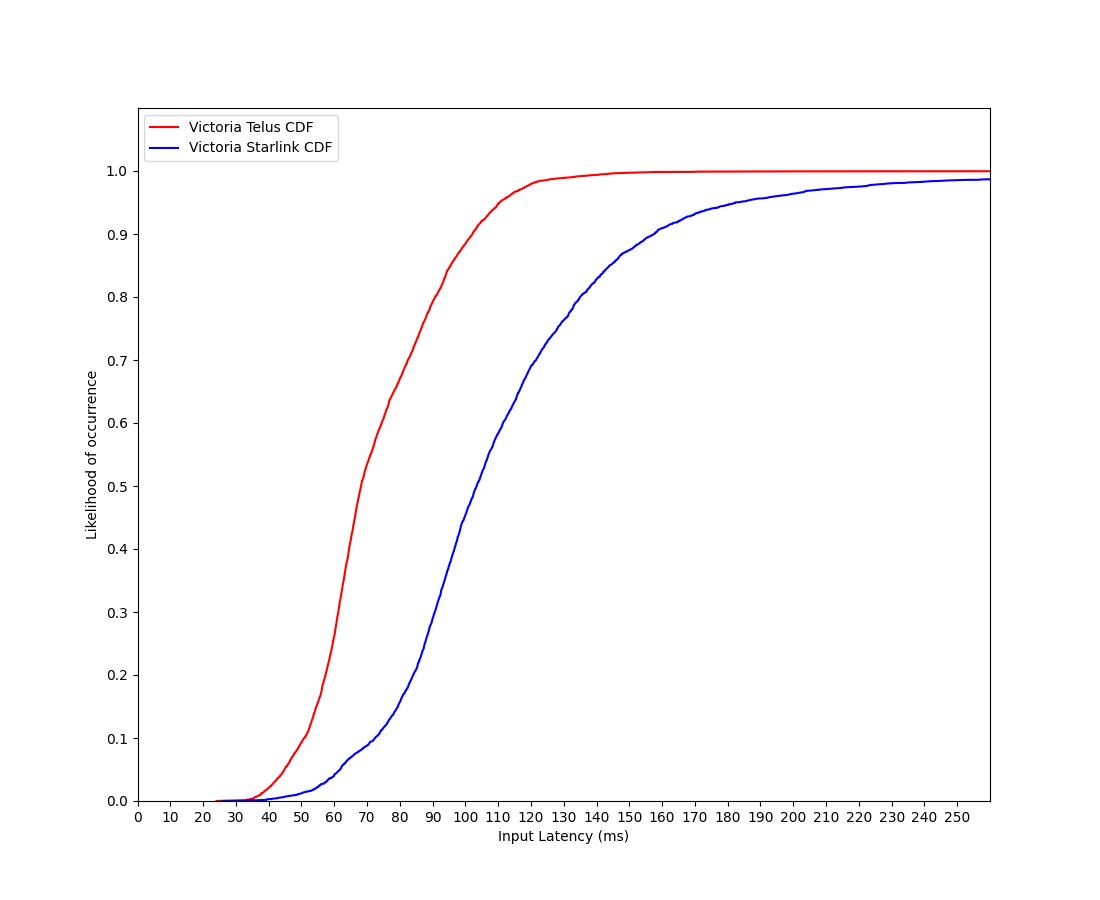 Victoria Telus CDF
Victoria Starlink CDF
1.0
0.9
0.8
0.7
0.6
0.5
0.4
0.3
0.2
0.1
0.0
Likelihood of occurrence
0 10 20 30 40 50 60 70 80 90 100 110 120 130 140 150 160 170 180 190 200 210 220 230 240 250
Input Latency (ms)